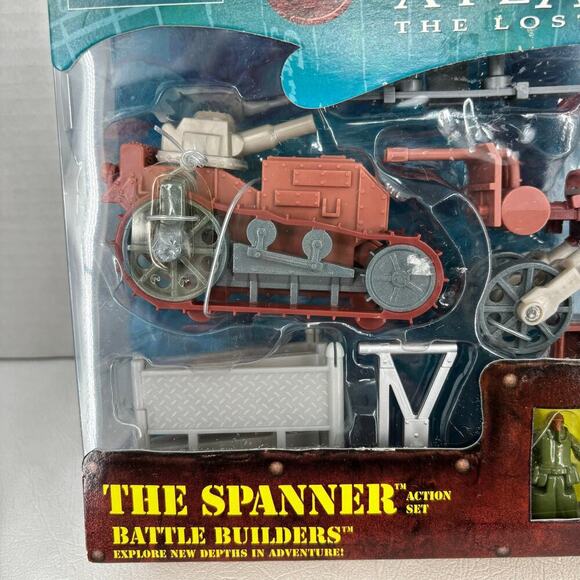 THE LOS
THE SPANNER™ ACTION SET
BATTLE BUILDERS™
EXPLORE NEW DEPTHS IN ADVENTURE!